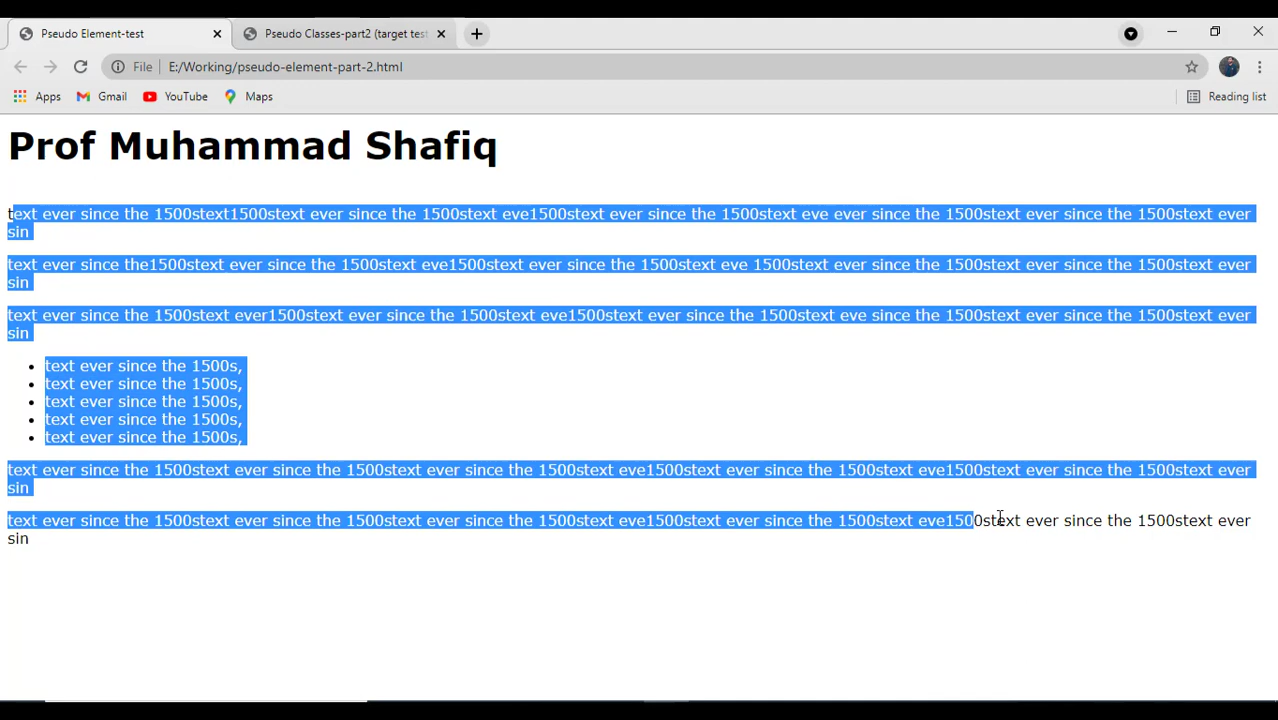 Pseudo Element-test
Pseudo Classes-part2 (target test
File E:/Working/pseudo-element-part-2.html
Apps Gmail YouTube Maps Reading list
Prof Muhammad Shafiq
text ever since the 1500stext1500stext ever since the 1500stext eve1500stext ever since the 1500stext eve ever since the 1500stext ever since the 1500stext ever
sin
text ever since the1500stext ever since the 1500stext eve1500stext ever since the 1500stext eve 1500stext ever since the 1500stext ever since the 1500stext ever
sin
text ever since the 1500stext ever1500stext ever since the 1500stext eve1500stext ever since the 1500stext eve since the 1500stext ever since the 1500stext ever
sin
• text ever since the 1500s,
• text ever since the 1500s,
• text ever since the 1500s,
• text ever since the 1500s,
• text ever since the 1500s,
text ever since the 1500stext ever since the 1500stext ever since the 1500stext eve1500stext ever since the 1500stext eve1500stext ever since the 1500stext ever
sin
text ever since the 1500stext ever since the 1500stext ever since the 1500stext eve1500stext ever since the 1500stext eve1500stext ever since the 1500stext ever
sin